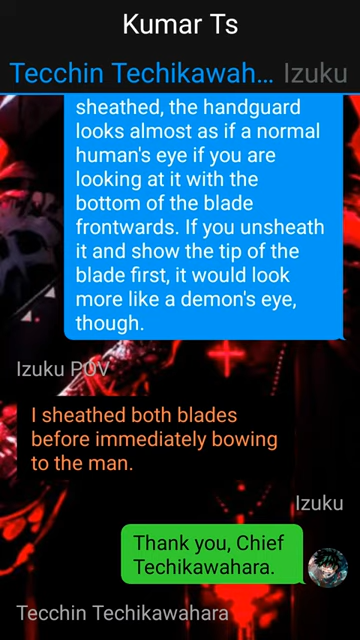 Kumar Ts
Tecchin Techikawah... Izuku
sheathed, the handguard
looks almost as if a normal
human's eye if you are
looking at it with the
bottom of the blade
frontwards. If you unsheath
it and show the tip of the
blade first, it would look
more like a demon's eye,
though.
Izuku POV
I sheathed both blades
before immediately bowing
to the man.
Izuku
Thank you, Chief
Techikawahara.
Tecchin Techikawahara